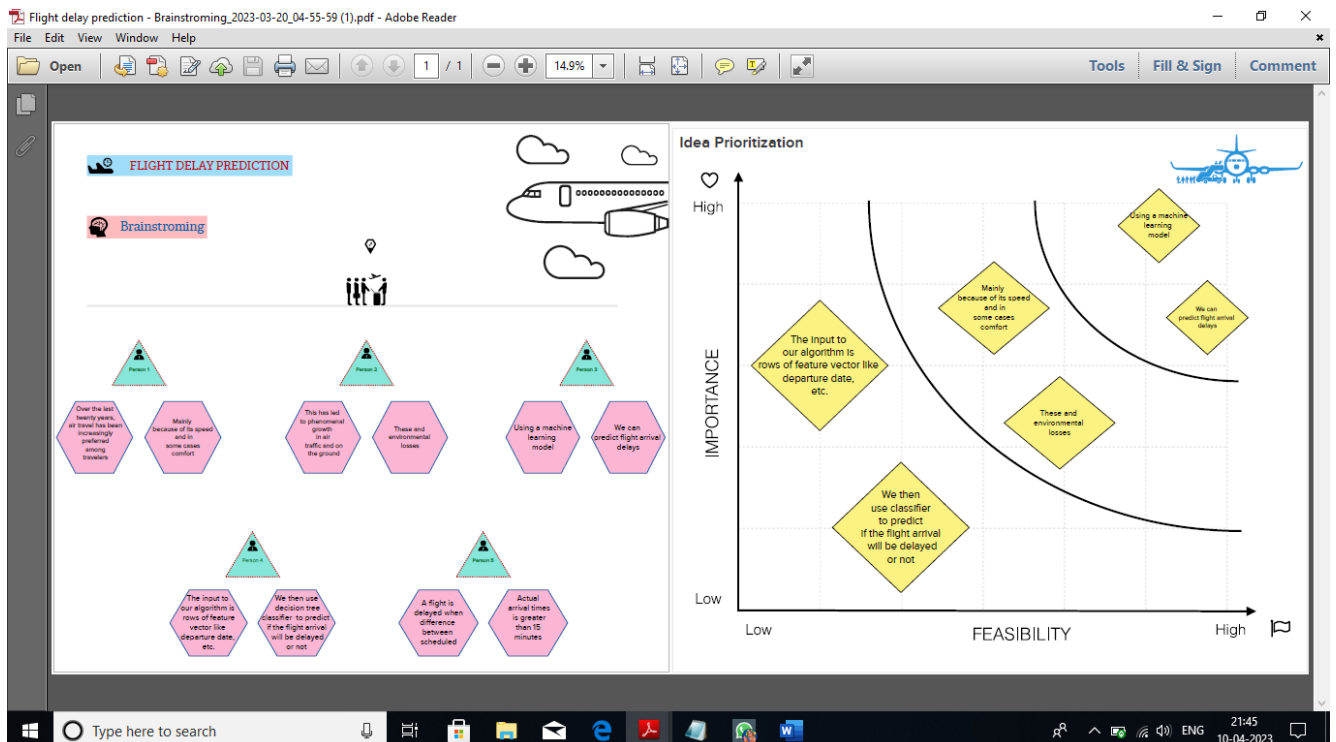 Flight delay prediction - Brainstroming_2023-03-20_04-55-59 (1).pdf - Adobe Reader
File Edit View Window Help
Open
1 / 1
14.9%
Tools
Fill & Sign
Comment
FLIGHT DELAY PREDICTION
Brainstroming
Person 1
Person 2
Person 3
Over the last
twenty years,
air travel has been
increasingly
preferred
among
travelers
Mainly
because of its speed
and in
some cases
comfort
This has led
to phenomenal
growth
in air
traffic and on
the ground
These and
environmental
losses
Using a machine
learning
model
We can
predict flight arrival
delays
Person 4
Person 5
The input to
our algorithm is
rows of feature
vector like
departure date,
etc.
We then use
decision tree
classifier to predict
if the flight arrival
will be delayed
or not
A flight is
delayed when
difference
between
scheduled
Actual
arrival times
is greater
than 15
minutes
Idea Prioritization
High
IMPORTANCE
Low
Using a machine
learning
model
Mainly
because of its speed
and in
some cases
comfort
We can
predict flight arrival
delays
The input to
our algorithm is
rows of feature vector like
departure date,
etc.
These and
environmental
losses
We then
use classifier
to predict
if the flight arrival
will be delayed
or not
Low
FEASIBILITY
High
Type here to search
ENG
21:45
10-04-2023